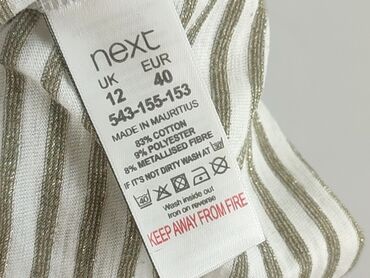 next
UK EUR
12 40
543-155-153
MADE IN MAURITIUS
83% COTTON
9% POLYESTER
8% METALLISED FIBRE
IF IT'S NOT DIRTY WASH AT 30
40
Wash inside out
Iron on reverse
KEEP AWAY FROM FIRE